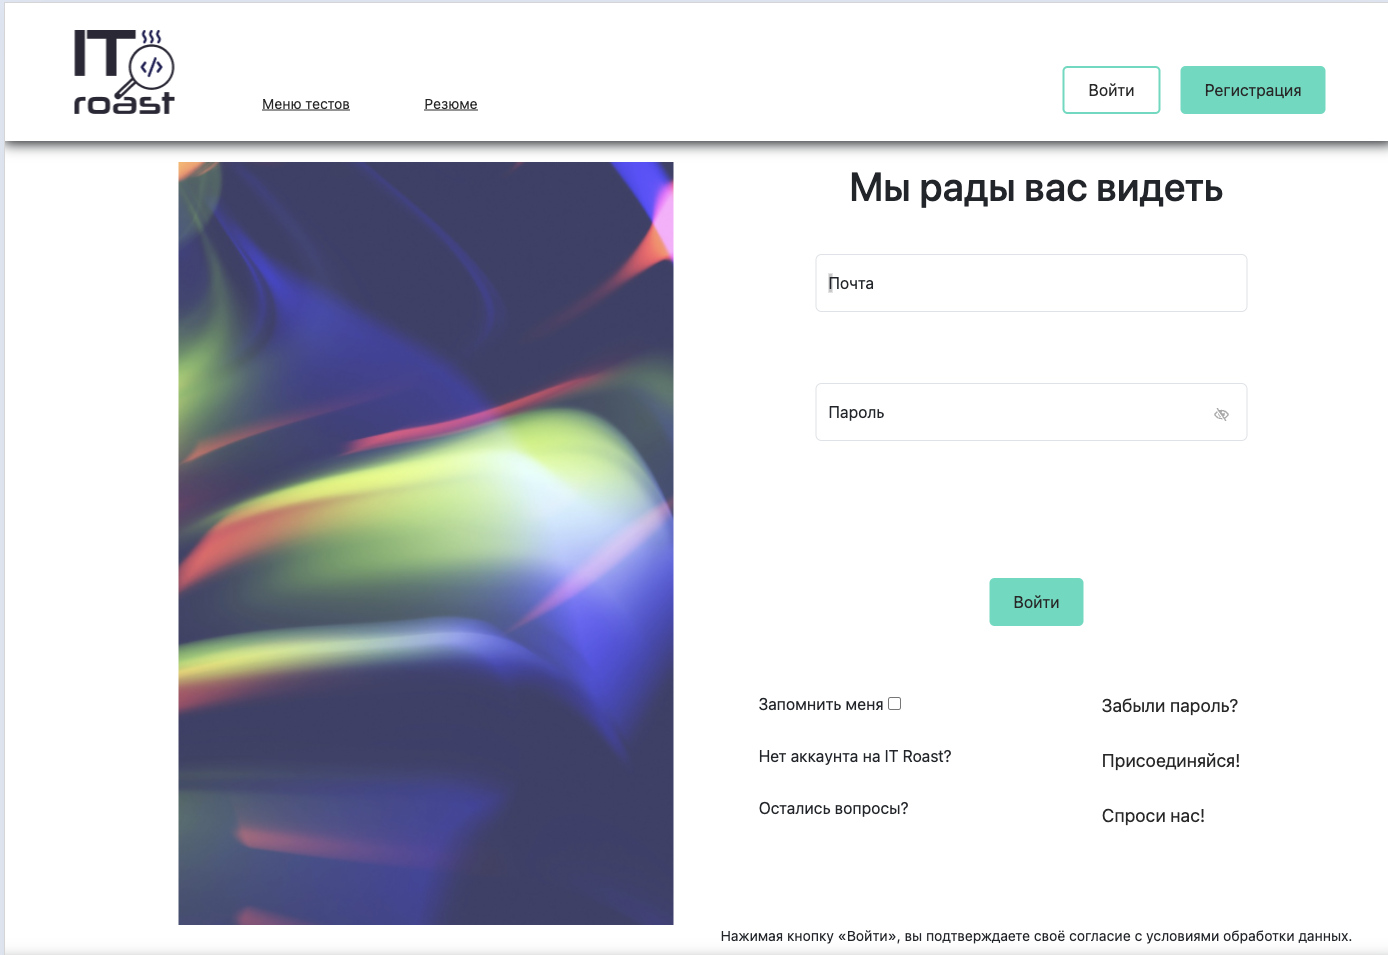 IT
</>
roast
Меню тестов
Резюме
Войти
Регистрация
Мы рады вас видеть
Почта
Пароль
Войти
Запомнить меня
Забыли пароль?
Нет аккаунта на IT Roast?
Присоединяйся!
Остались вопросы?
Спроси нас!
Нажимая кнопку «Войти», вы подтверждаете своё согласие с условиями обработки данных.